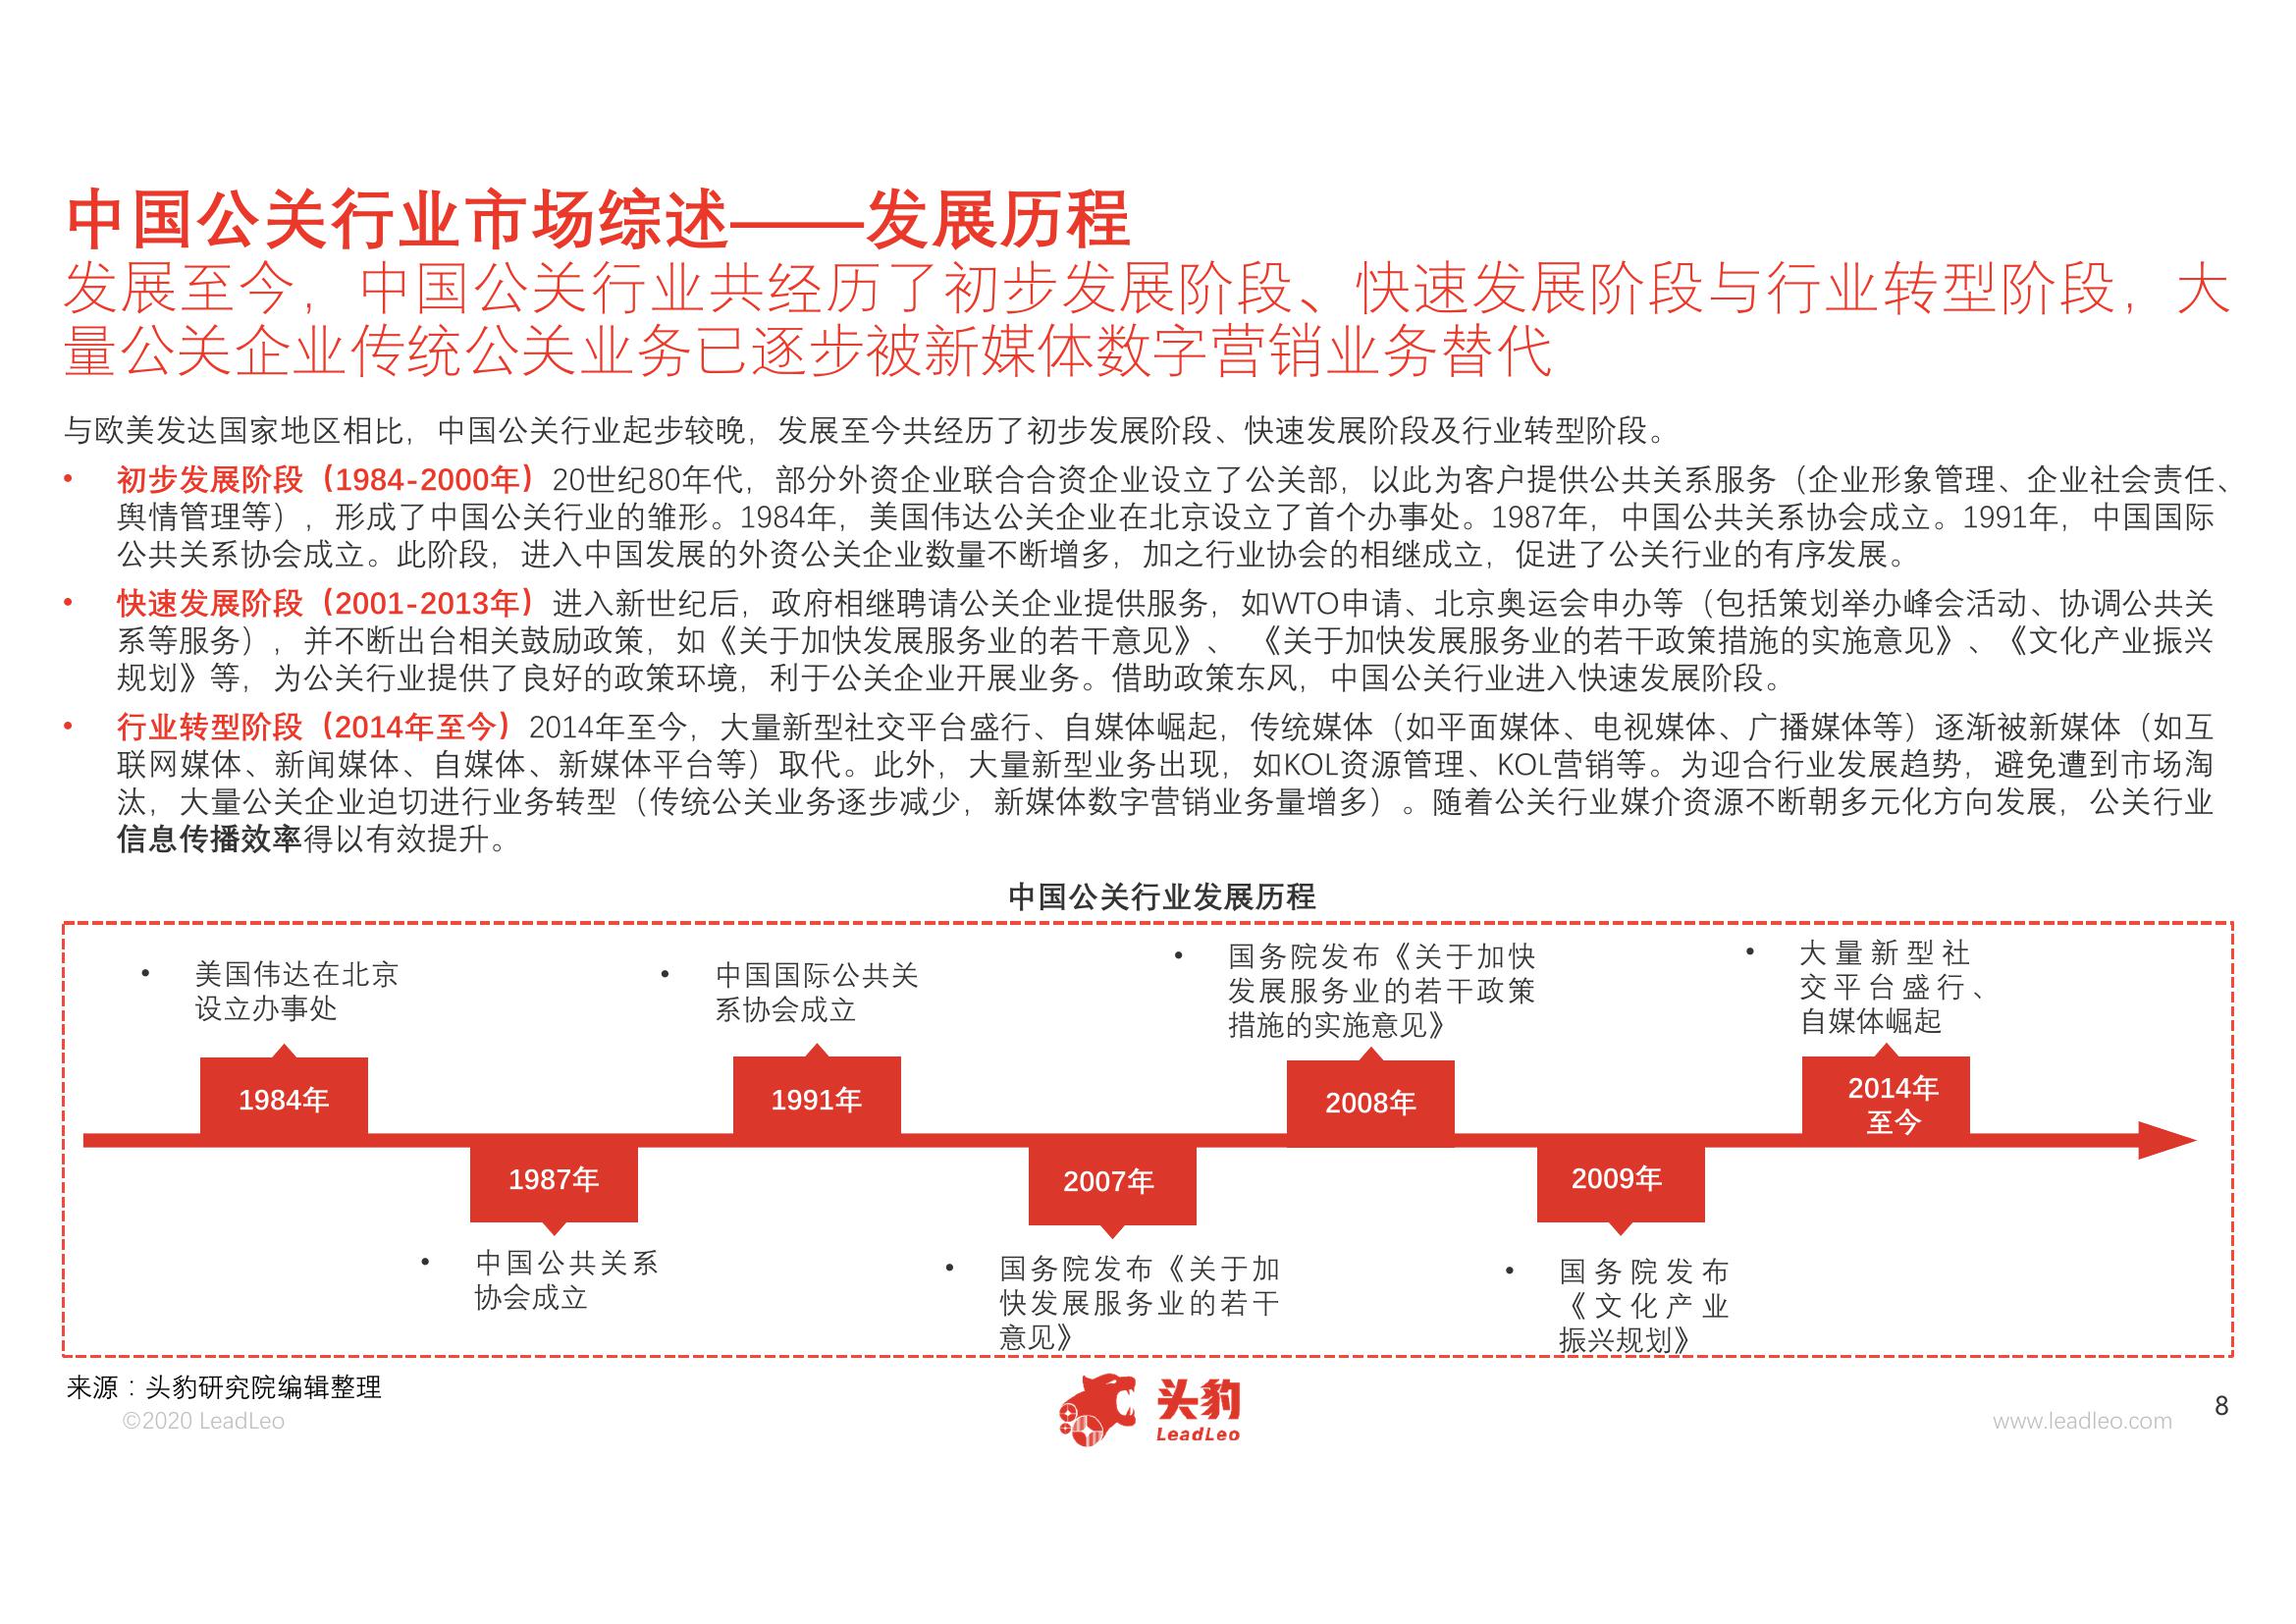 中国公关行业市场综述——发展历程
发展至今，中国公关行业共经历了初步发展阶段、快速发展阶段与行业转型阶段，大
量公关企业传统公关业务已逐步被新媒体数字营销业务替代
与欧美发达国家地区相比，中国公关行业起步较晚，发展至今共经历了初步发展阶段、快速发展阶段及行业转型阶段。
• 初步发展阶段（1984-2000年）20世纪80年代，部分外资企业联合合资企业设立了公关部，以此为客户提供公共关系服务（企业形象管理、企业社会责任、
舆情管理等），形成了中国公关行业的雏形。1984年，美国伟达公关企业在北京设立了首个办事处。1987年，中国公共关系协会成立。1991年，中国国际
公共关系协会成立。此阶段，进入中国发展的外资公关企业数量不断增多，加之行业协会的相继成立，促进了公关行业的有序发展。
• 快速发展阶段（2001-2013年）进入新世纪后，政府相继聘请公关企业提供服务，如WTO申请、北京奥运会申办等（包括策划举办峰会活动、协调公共关
系等服务），并不断出台相关鼓励政策，如《关于加快发展服务业的若干意见》、《关于加快发展服务业的若干政策措施的实施意见》、《文化产业振兴
规划》等，为公关行业提供了良好的政策环境，利于公关企业开展业务。借助政策东风，中国公关行业进入快速发展阶段。
• 行业转型阶段（2014年至今）2014年至今，大量新型社交平台盛行、自媒体崛起，传统媒体（如平面媒体、电视媒体、广播媒体等）逐渐被新媒体（如互
联网媒体、新闻媒体、自媒体、新媒体平台等）取代。此外，大量新型业务出现，如KOL资源管理、KOL营销等。为迎合行业发展趋势，避免遭到市场淘
汰，大量公关企业迫切进行业务转型（传统公关业务逐步减少，新媒体数字营销业务量增多）。随着公关行业媒介资源不断朝多元化方向发展，公关行业
信息传播效率得以有效提升。
中国公关行业发展历程
• 美国伟达在北京
设立办事处
1984年
• 中国公共关系
协会成立
1987年
• 中国国际公共关
系协会成立
1991年
• 国务院发布《关于加
快发展服务业的若干
意见》
2007年
• 国务院发布《关于加快
发展服务业的若干政策
措施的实施意见》
2008年
• 国务院发布
《文化产业
振兴规划》
2009年
• 大量新型社
交平台盛行、
自媒体崛起
2014年
至今
来源：头豹研究院编辑整理
©2020 LeadLeo
头豹
LeadLeo
www.leadleo.com
8